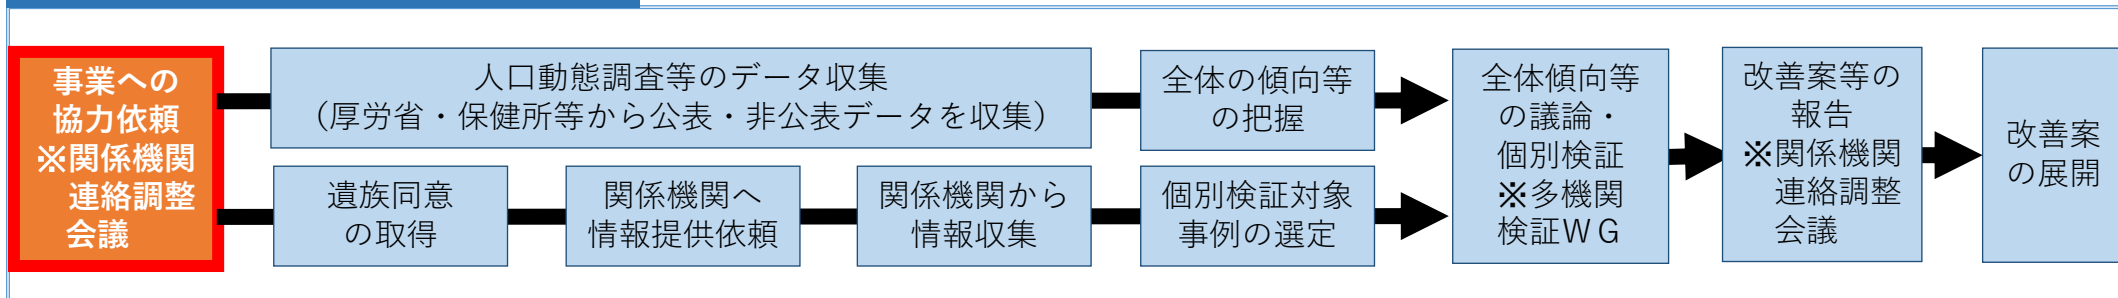 事業への
協力依頼
※関係機関
連絡調整
会議
人口動態調査等のデータ収集
（厚労省・保健所等から公表・非公表データを収集）
全体の傾向等
の把握
遺族同意
の取得
関係機関へ
情報提供依頼
関係機関から
情報収集
個別検証対象
事例の選定
全体傾向等
の議論・
個別検証
※多機関
検証ＷＧ
改善案等の
報告
※関係機関
連絡調整
会議
改善案
の展開